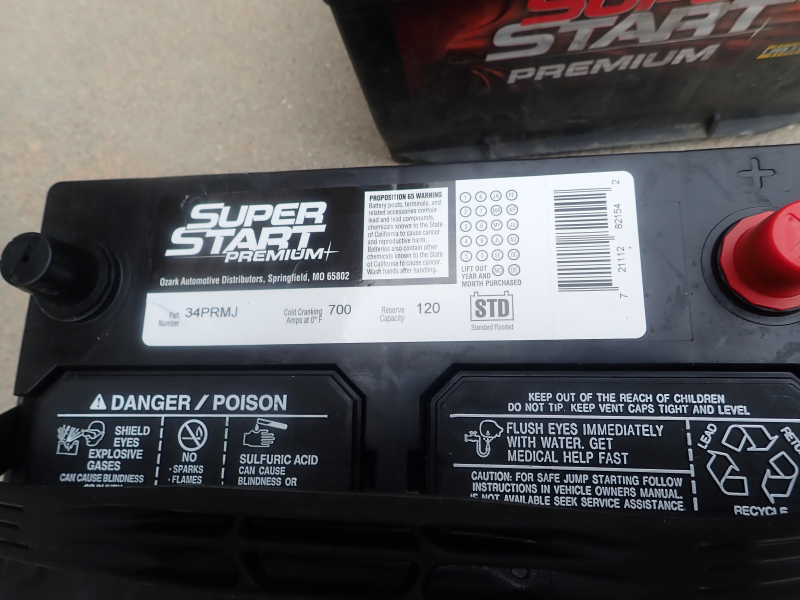 SUPER
START
PREMIUM
SUPER
START
PREMIUM
Ozark Automotive Distributors, Springfield, MO 65802
PROPOSITION 65 WARNING
Battery posts, terminals, and
related accessories contain
lead and lead compounds,
chemicals known to the State
of California to cause cancer
and reproductive harm.
Batteries also contain other
chemicals known to the State
of California to cause cancer.
Wash hands after handling.
LIFT OUT
YEAR AND
MONTH PURCHASED
STD
Standard Flooded
7 21112 82154 2
Part
Number
34PRMJ
Cold Cranking
Amps at 0° F
700
Reserve
Capacity
120
+
DANGER / POISON
SHIELD
EYES
EXPLOSIVE
GASES
CAN CAUSE BLINDNESS
NO
· SPARKS
· FLAMES
SULFURIC ACID
CAN CAUSE
BLINDNESS OR
KEEP OUT OF THE REACH OF CHILDREN
DO NOT TIP. KEEP VENT CAPS TIGHT AND LEVEL
FLUSH EYES IMMEDIATELY
WITH WATER. GET
MEDICAL HELP FAST
CAUTION: FOR SAFE JUMP STARTING FOLLOW
INSTRUCTIONS IN VEHICLE OWNERS MANUAL.
IF NOT AVAILABLE SEEK SERVICE ASSISTANCE
LEAD
RECYCLE